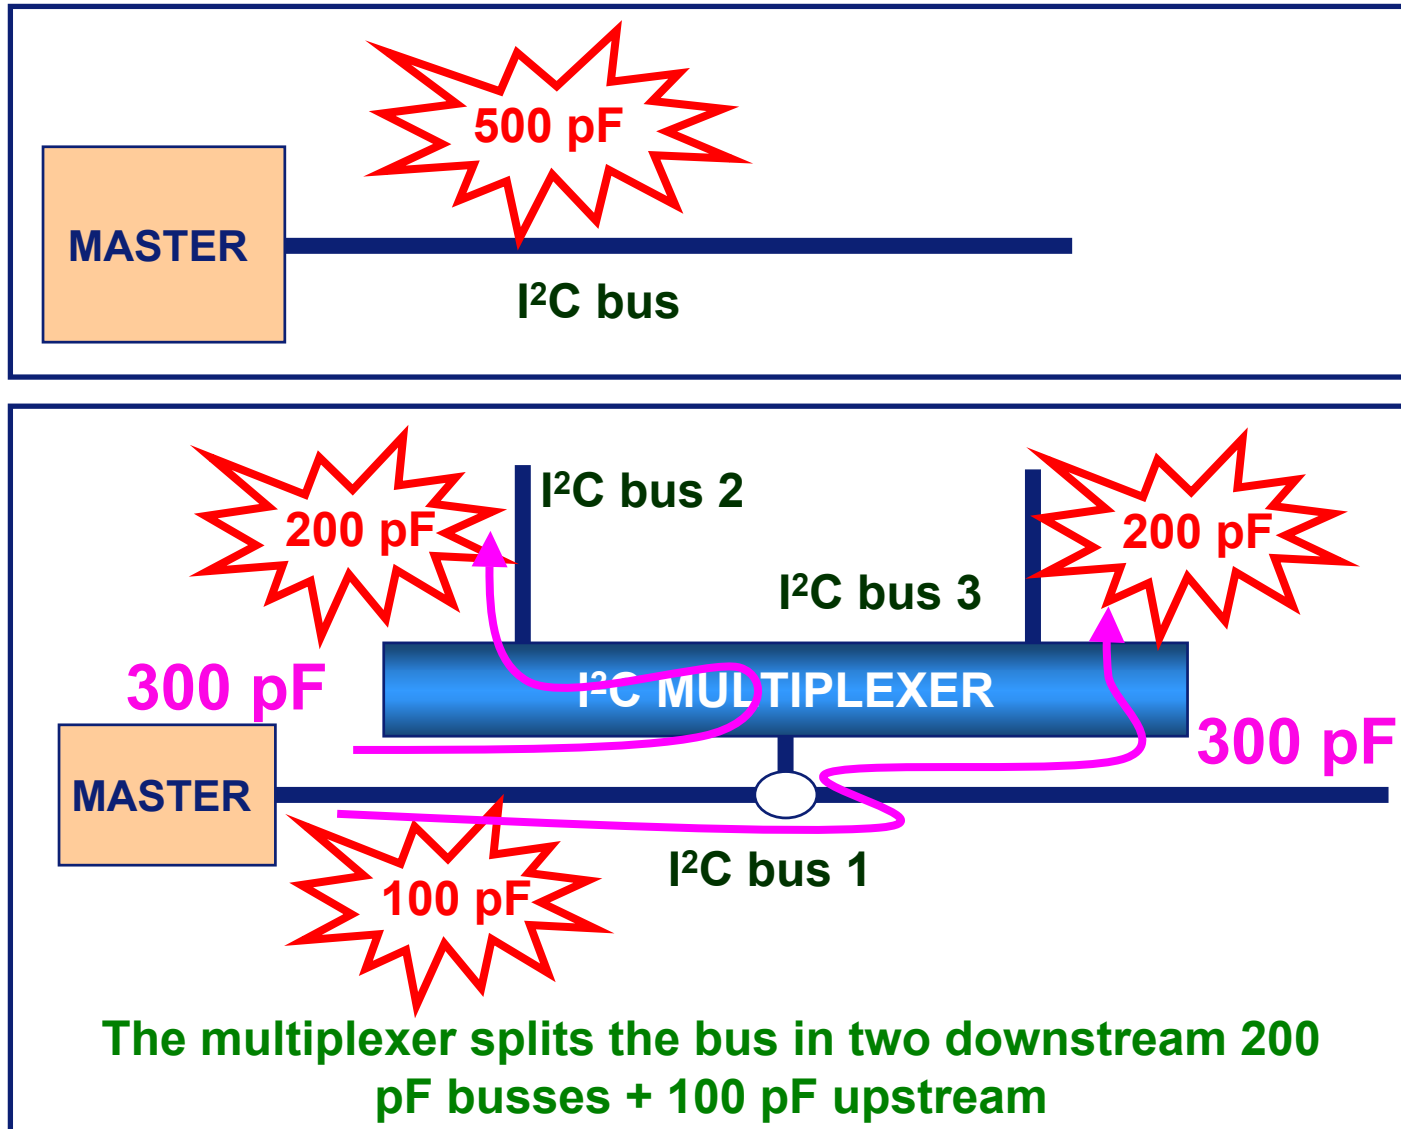 500 pF
MASTER
I²C bus
I²C bus 2
200 pF
200 pF
I²C bus 3
300 pF
I²C MULTIPLEXER
300 pF
MASTER
I²C bus 1
100 pF
The multiplexer splits the bus in two downstream 200
pF busses + 100 pF upstream